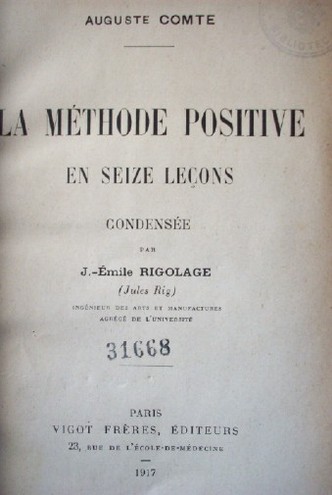 AUGUSTE COMTE
LA MÉTHODE POSITIVE
EN SEIZE LEÇONS
CONDENSÉE
PAR
J.-Émile RIGOLAGE
(Jules Rig)
INGÉNIEUR DES ARTS ET MANUFACTURES
AGRÉGÉ DE L'UNIVERSITÉ
31668
PARIS
VIGOT FRÈRES, ÉDITEURS
23, RUE DE L'ÉCOLE-DE-MÉDECINE
1917